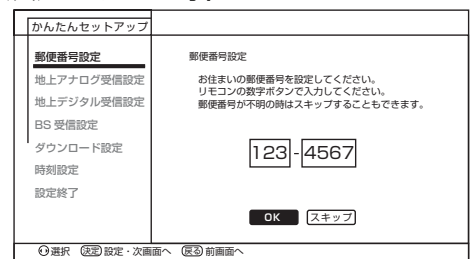 かんたんセットアップ
郵便番号設定
地上アナログ受信設定
地上デジタル受信設定
BS 受信設定
ダウンロード設定
時刻設定
設定終了
郵便番号設定
お住まいの郵便番号を設定してください。
リモコンの数字ボタンで入力してください。
郵便番号が不明の時はスキップすることもできます。
123-4567
OK スキップ
選択 決定 設定・次画面へ 戻る 前画面へ